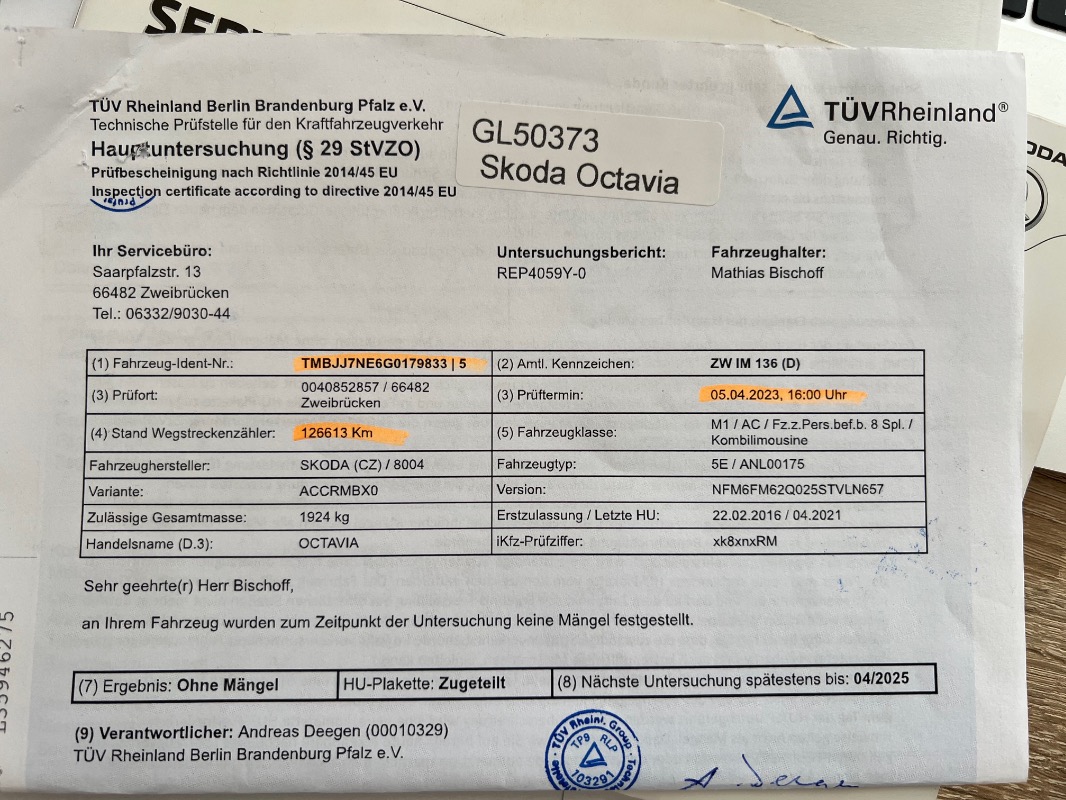 SERV
TÜV Rheinland Berlin Brandenburg Pfalz e.V.
Technische Prüfstelle für den Kraftfahrzeugverkehr
Hauptuntersuchung (§ 29 StVZO)
Prüfbescheinigung nach Richtlinie 2014/45 EU
Inspection certificate according to directive 2014/45 EU
GL50373
Skoda Octavia
TÜVRheinland®
Genau. Richtig.
Ihr Servicebüro:
Saarpfalzstr. 13
66482 Zweibrücken
Tel.: 06332/9030-44
Untersuchungsbericht:
REP4059Y-0
Fahrzeughalter:
Mathias Bischoff
(1) Fahrzeug-Ident-Nr.: TMBJJ7NE6G0179833 | 5 (2) Amtl. Kennzeichen: ZW IM 136 (D)
(3) Prüfort: 0040852857 / 66482 Zweibrücken (3) Prüftermin: 05.04.2023, 16:00 Uhr
(4) Stand Wegstreckenzähler: 126613 Km (5) Fahrzeugklasse: M1 / AC / Fz.z.Pers.bef.b. 8 Spl. / Kombilimousine
Fahrzeughersteller: SKODA (CZ) / 8004 Fahrzeugtyp: 5E / ANL00175
Variante: ACCRMBX0 Version: NFM6FM62Q025STVLN657
Zulässige Gesamtmasse: 1924 kg Erstzulassung / Letzte HU: 22.02.2016 / 04.2021
Handelsname (D.3): OCTAVIA iKfz-Prüfziffer: xk8xnxRM
Sehr geehrte(r) Herr Bischoff,
an Ihrem Fahrzeug wurden zum Zeitpunkt der Untersuchung keine Mängel festgestellt.
(7) Ergebnis: Ohne Mängel HU-Plakette: Zugeteilt (8) Nächste Untersuchung spätestens bis: 04/2025
(9) Verantwortlicher: Andreas Deegen (00010329)
TÜV Rheinland Berlin Brandenburg Pfalz e.V.
TÜV Rheinl. Group
TP9 RLP
103291